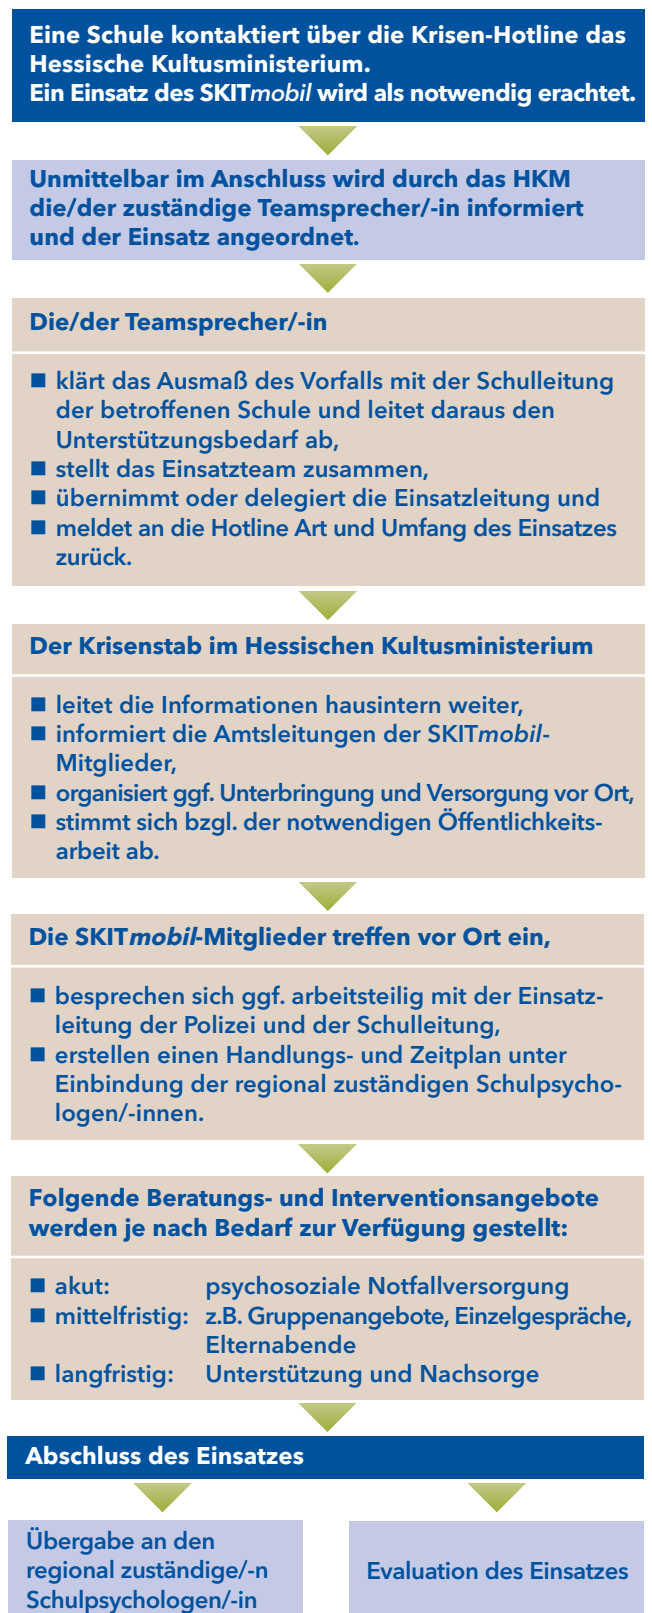 Eine Schule kontaktiert über die Krisen-Hotline das
Hessische Kultusministerium.
Ein Einsatz des SKITmobil wird als notwendig erachtet.
Unmittelbar im Anschluss wird durch das HKM
die/der zuständige Teamsprecher/-in informiert
und der Einsatz angeordnet.
Die/der Teamsprecher/-in
■ klärt das Ausmaß des Vorfalls mit der Schulleitung
der betroffenen Schule und leitet daraus den
Unterstützungsbedarf ab,
■ stellt das Einsatzteam zusammen,
■ übernimmt oder delegiert die Einsatzleitung und
■ meldet an die Hotline Art und Umfang des Einsatzes
zurück.
Der Krisenstab im Hessischen Kultusministerium
■ leitet die Informationen hausintern weiter,
■ informiert die Amtsleitungen der SKITmobil-
Mitglieder,
■ organisiert ggf. Unterbringung und Versorgung vor Ort,
■ stimmt sich bzgl. der notwendigen Öffentlichkeits-
arbeit ab.
Die SKITmobil-Mitglieder treffen vor Ort ein,
■ besprechen sich ggf. arbeitsteilig mit der Einsatz-
leitung der Polizei und der Schulleitung,
■ erstellen einen Handlungs- und Zeitplan unter
Einbindung der regional zuständigen Schulpsycho-
logen/-innen.
Folgende Beratungs- und Interventionsangebote
werden je nach Bedarf zur Verfügung gestellt:
■ akut: psychosoziale Notfallversorgung
■ mittelfristig: z.B. Gruppenangebote, Einzelgespräche,
Elternabende
■ langfristig: Unterstützung und Nachsorge
Abschluss des Einsatzes
Übergabe an den
regional zuständige/-n
Schulpsychologen/-in
Evaluation des Einsatzes